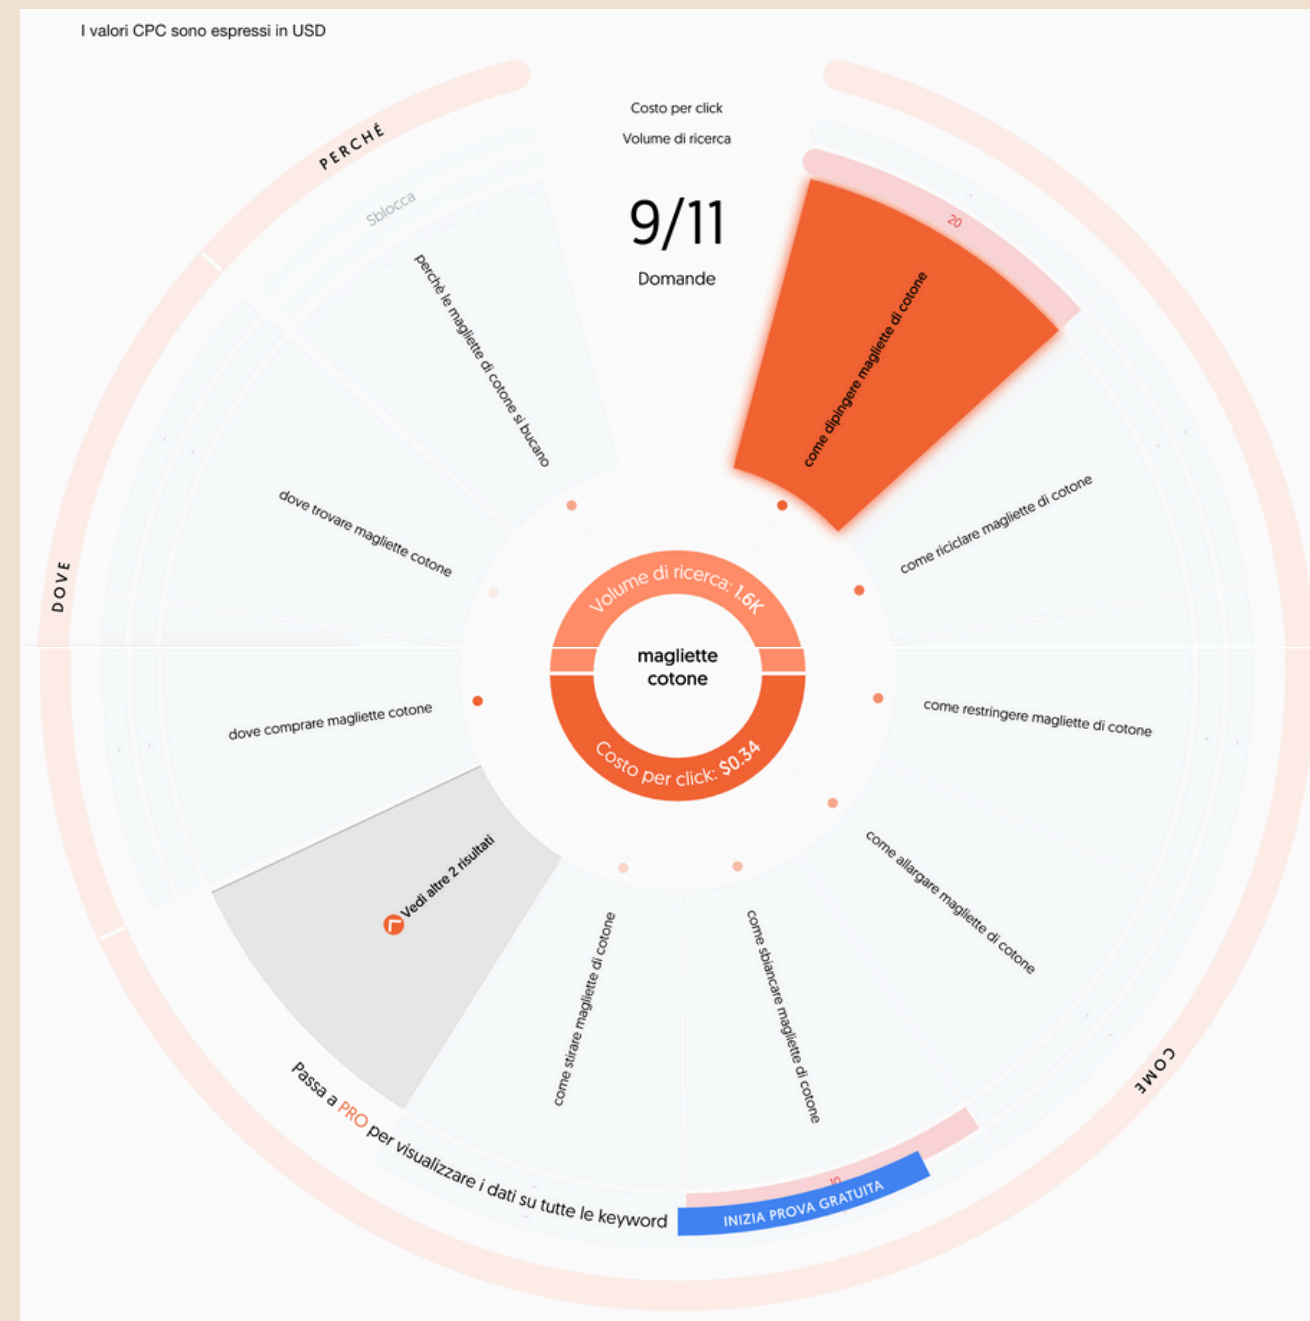 I valori CPC sono espressi in USD
Costo per click
Volume di ricerca
9/11
Domande
PERCHÉ
Sblocca
perchè le magliette di cotone si bucano
20
come dipingere magliette di cotone
come riciclare magliette di cotone
come restringere magliette di cotone
come allargare magliette di cotone
COME
come sbiancare magliette di cotone
10
come stirare magliette di cotone
Vedi altre 2 risultati
DOVE
dove comprare magliette cotone
dove trovare magliette cotone
Volume di ricerca: 1.6K
magliette
cotone
Costo per click: $0.34
Passa a PRO per visualizzare i dati su tutte le keyword
INIZIA PROVA GRATUITA